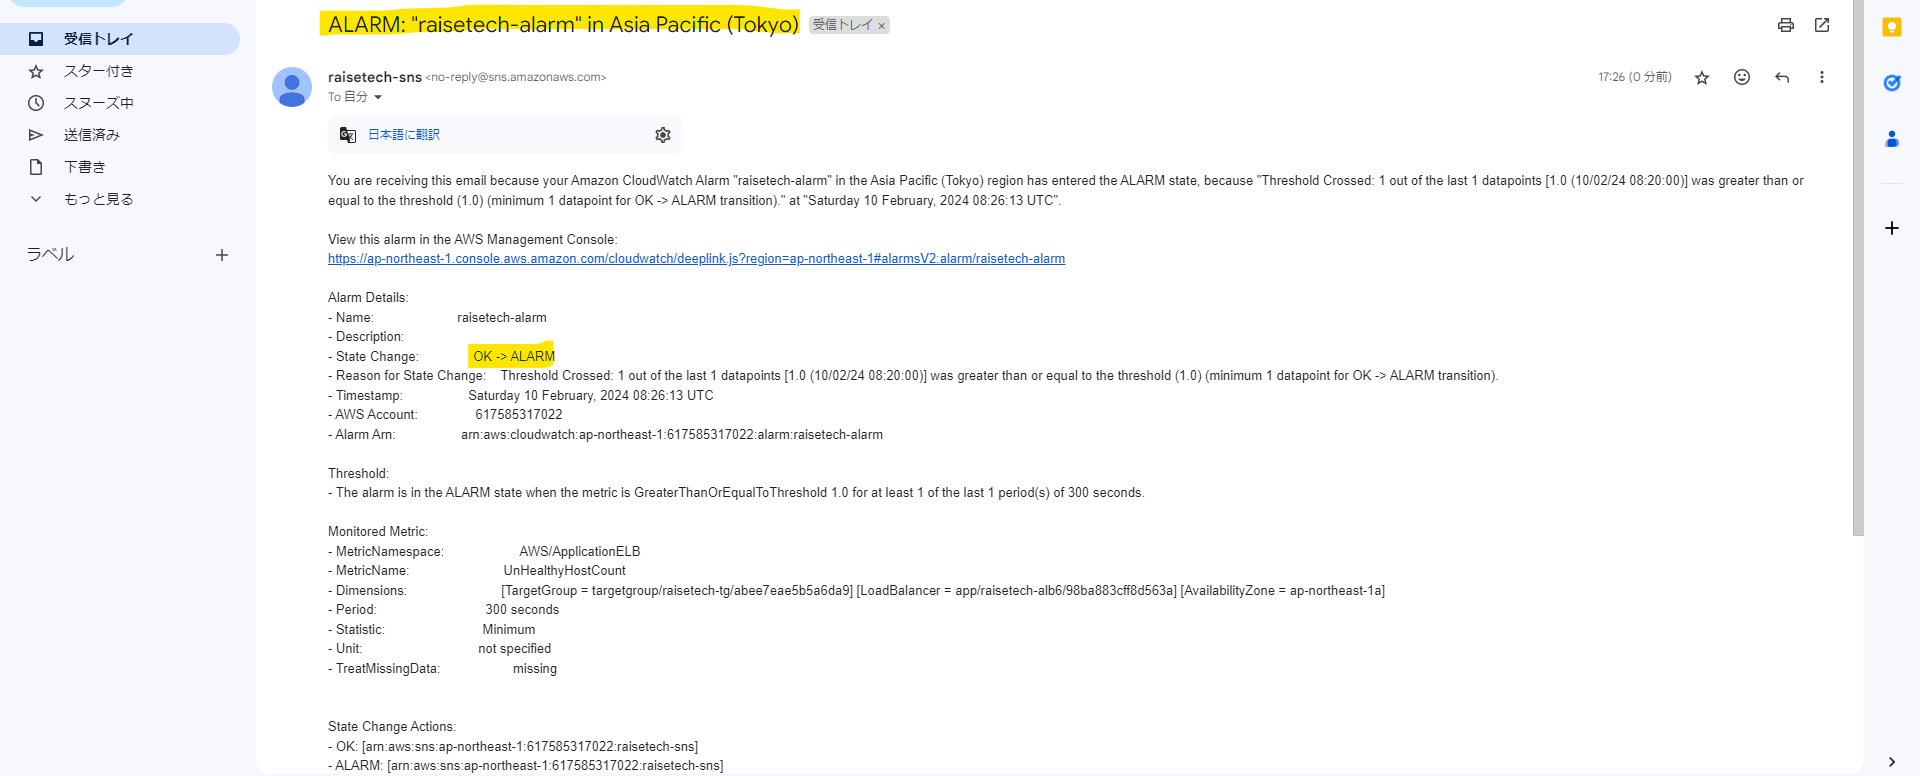 ALARM: "raisetech-alarm" in Asia Pacific (Tokyo) 受信トレイ ×
受信トレイ
スター付き
スヌーズ中
送信済み
下書き
もっと見る
ラベル
raisetech-sns <no-reply@sns.amazonaws.com>
17:26 (0 分前)
To 自分
日本語に翻訳
You are receiving this email because your Amazon CloudWatch Alarm "raisetech-alarm" in the Asia Pacific (Tokyo) region has entered the ALARM state, because "Threshold Crossed: 1 out of the last 1 datapoints [1.0 (10/02/24 08:20:00)] was greater than or
equal to the threshold (1.0) (minimum 1 datapoint for OK -> ALARM transition)." at "Saturday 10 February, 2024 08:26:13 UTC".
View this alarm in the AWS Management Console:
https://ap-northeast-1.console.aws.amazon.com/cloudwatch/deeplink.js?region=ap-northeast-1#alarmsV2:alarm/raisetech-alarm
Alarm Details:
- Name: raisetech-alarm
- Description:
- State Change: OK -> ALARM
- Reason for State Change: Threshold Crossed: 1 out of the last 1 datapoints [1.0 (10/02/24 08:20:00)] was greater than or equal to the threshold (1.0) (minimum 1 datapoint for OK -> ALARM transition).
- Timestamp: Saturday 10 February, 2024 08:26:13 UTC
- AWS Account: 617585317022
- Alarm Arn: arn:aws:cloudwatch:ap-northeast-1:617585317022:alarm:raisetech-alarm
Threshold:
- The alarm is in the ALARM state when the metric is GreaterThanOrEqualToThreshold 1.0 for at least 1 of the last 1 period(s) of 300 seconds.
Monitored Metric:
- MetricNamespace: AWS/ApplicationELB
- MetricName: UnHealthyHostCount
- Dimensions: [TargetGroup = targetgroup/raisetech-tg/abee7eae5b5a6da9] [LoadBalancer = app/raisetech-alb6/98ba883cff8d563a] [AvailabilityZone = ap-northeast-1a]
- Period: 300 seconds
- Statistic: Minimum
- Unit: not specified
- TreatMissingData: missing
State Change Actions:
- OK: [arn:aws:sns:ap-northeast-1:617585317022:raisetech-sns]
- ALARM: [arn:aws:sns:ap-northeast-1:617585317022:raisetech-sns]